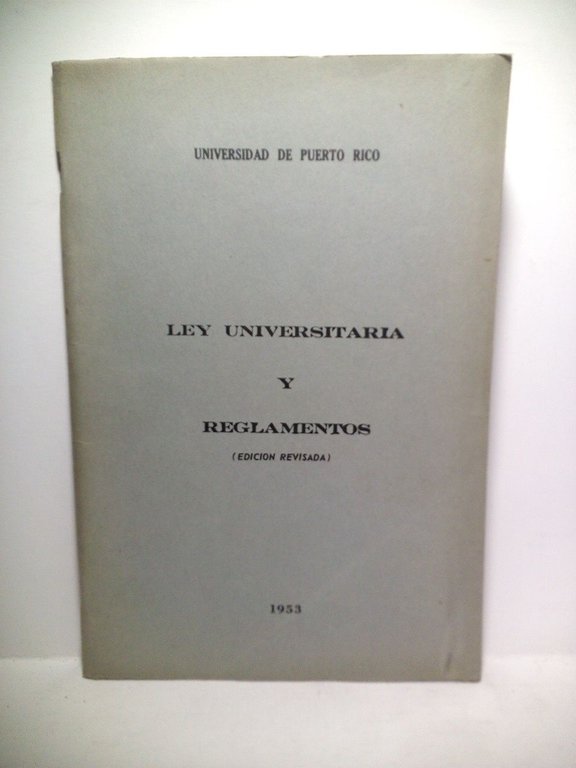 UNIVERSIDAD DE PUERTO RICO
LEY UNIVERSITARIA
Y
REGLAMENTOS
(EDICION REVISADA)
1953